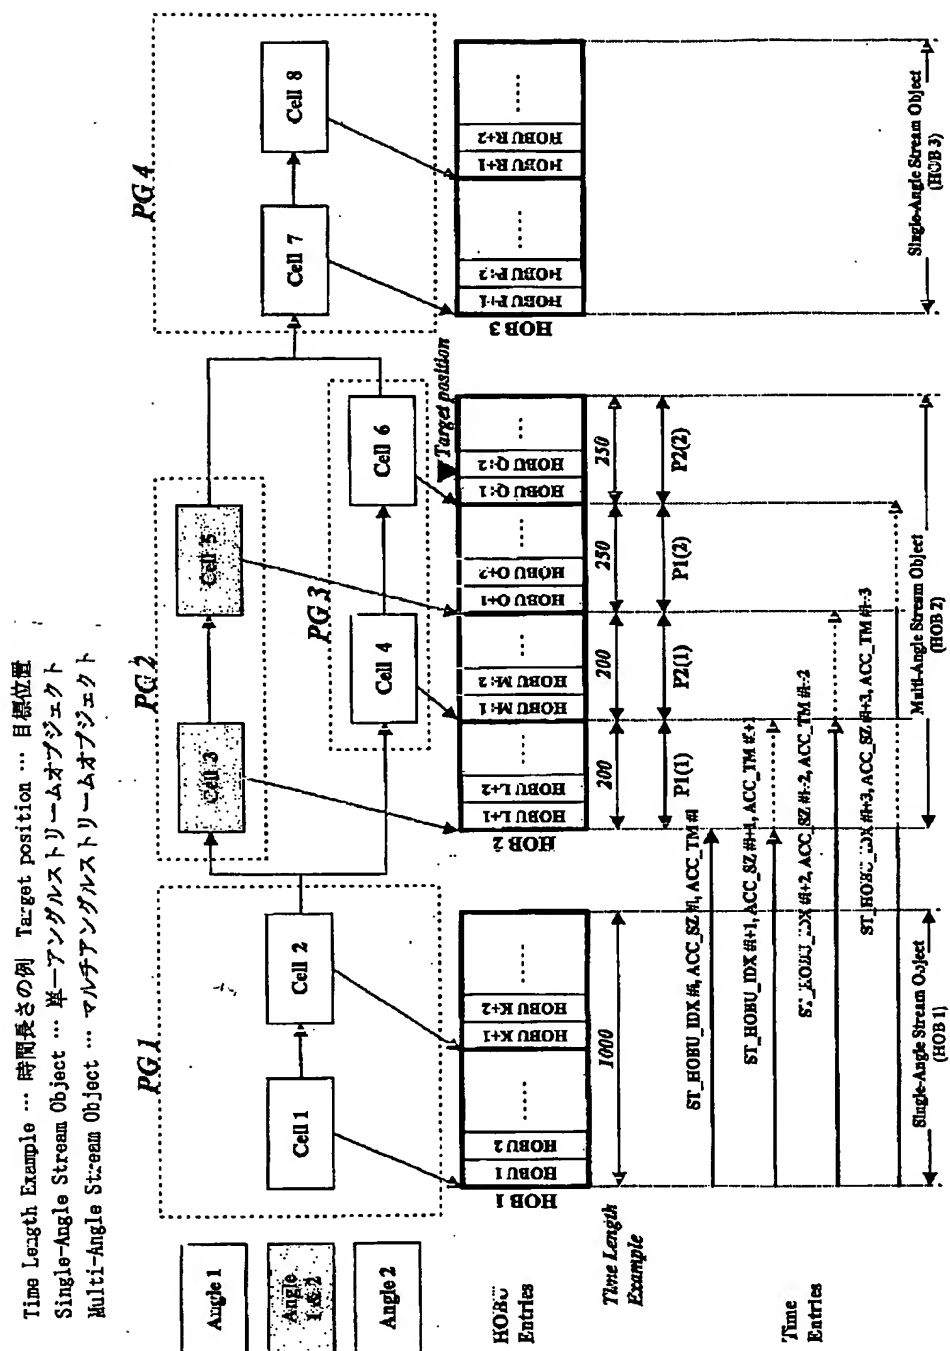 Time Length Example … 時間長さの例 Target position … 目標位置
Single-Angle Stream Object … 単一アングルストリームオブジェクト
Multi-Angle Stream Object … マルチアングルストリームオブジェクト
Angle 1
Angle
1 & 2
Angle 2
PG 1
Cell 1
Cell 2
PG 2
Cell 3
Cell 5
PG 3
Cell 4
Cell 6
PG 4
Cell 7
Cell 8
Target position
HOBU
Entries
HOB 1
HOBU 1
HOBU 2
......
HOBU K+1
HOBU K+2
......
HOB 2
HOBU L+1
HOBU L+2
...
HOBU M+1
HOBU M+2
...
HOBU O+1
HOBU O+2
...
HOBU Q+1
HOBU Q+2
...
HOB 3
HOBU P+1
HOBU P+2
......
HOBU R+1
HOBU R+2
......
Time Length
Example
1000
200
200
250
250
P1(1)
P2(1)
P1(2)
P2(2)
Time
Entries
ST_HOBU_IDX #i, ACC_SZ #i, ACC_TM #i
ST_HOBU_IDX #i+1, ACC_SZ #i+1, ACC_TM #i+1
ST_HOBU_IDX #i+2, ACC_SZ #i+2, ACC_TM #i+2
ST_HOBU_IDX #i+3, ACC_SZ #i+3, ACC_TM #i+3
Single-Angle Stream Object
(HOB 1)
Multi-Angle Stream Object
(HOB 2)
Single-Angle Stream Object
(HOB 3)